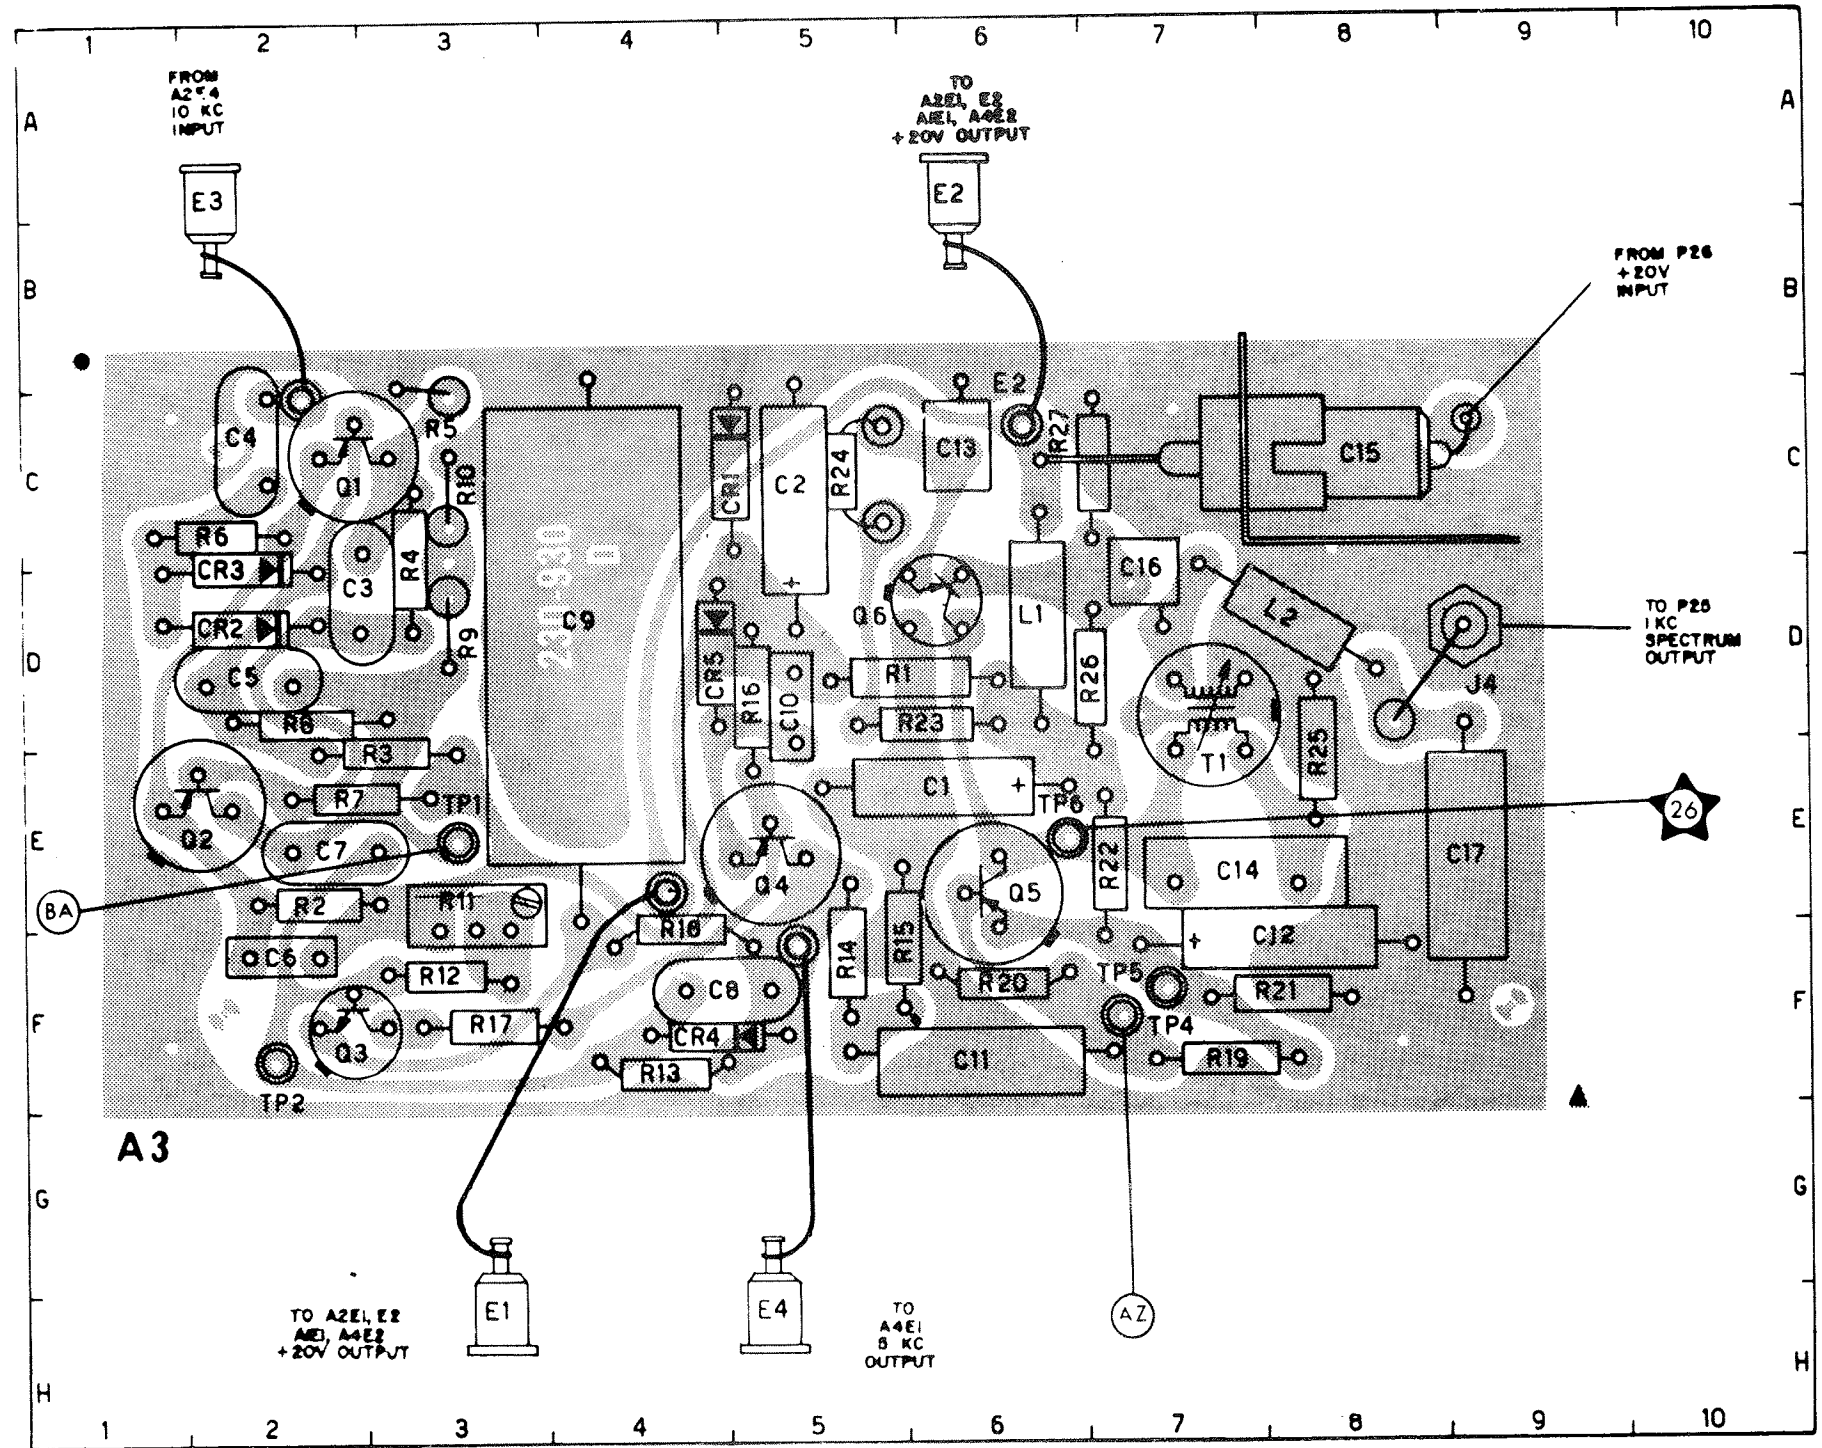 1 2 3 4 5 6 7 8 9 10
A
A
FROM
A2E4
10 KC
INPUT
TO
A2E1, E2
A1E1, A4E2
+20V OUTPUT
E3
E2
B
B
FROM P26
+20V
INPUT
E2
C4
R5
Q1
R10
C
C
CR1
C2
R24
C13
R27
C15
R6
CR3
C3
R4
231-930
D
C9
Q6
L1
C16
L2
CR2
R9
D
D
C5
CR5
R16
C10
R1
R23
R26
T1
R25
J4
TO P25
1 KC
SPECTRUM
OUTPUT
R8
R3
R7
TP1
C1
+
+
TP6
26
E
E
Q2
C7
Q4
Q5
R22
C14
C17
BA
R2
R11
R18
R14
R15
C12
+
C6
R12
C8
R20
TP5
R21
F
F
Q3
R17
CR4
C11
TP4
R19
R13
TP2
A3
G
G
E1
E4
AZ
TO A2E1, E2
A1E1, A4E2
+20V OUTPUT
TO
A4E1
5 KC
OUTPUT
H
H
1 2 3 4 5 6 7 8 9 10